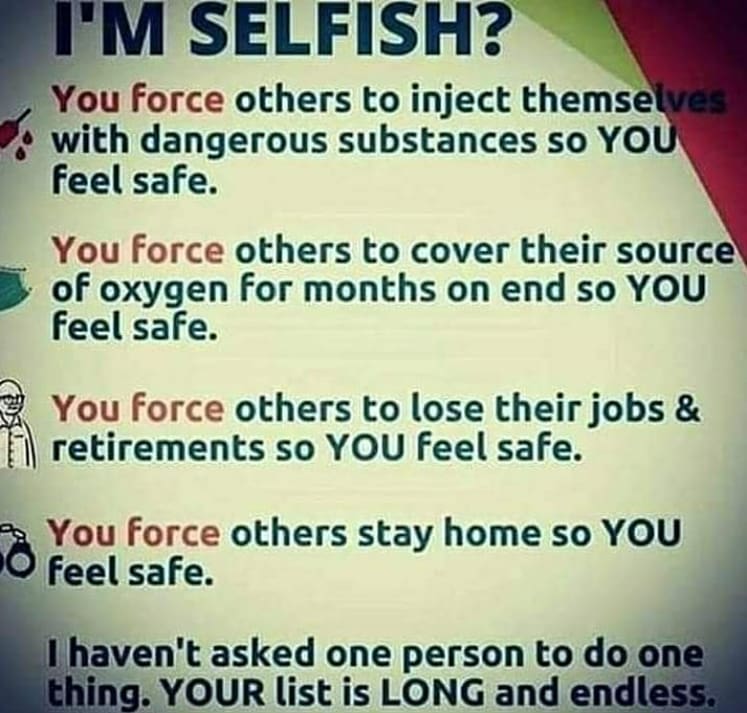 I'M SELFISH?
You force others to inject themselves
with dangerous substances so YOU
feel safe.
You force others to cover their source
of oxygen for months on end so YOU
feel safe.
You force others to lose their jobs &
retirements so YOU feel safe.
You force others stay home so YOU
feel safe.
I haven't asked one person to do one
thing. YOUR list is LONG and endless.